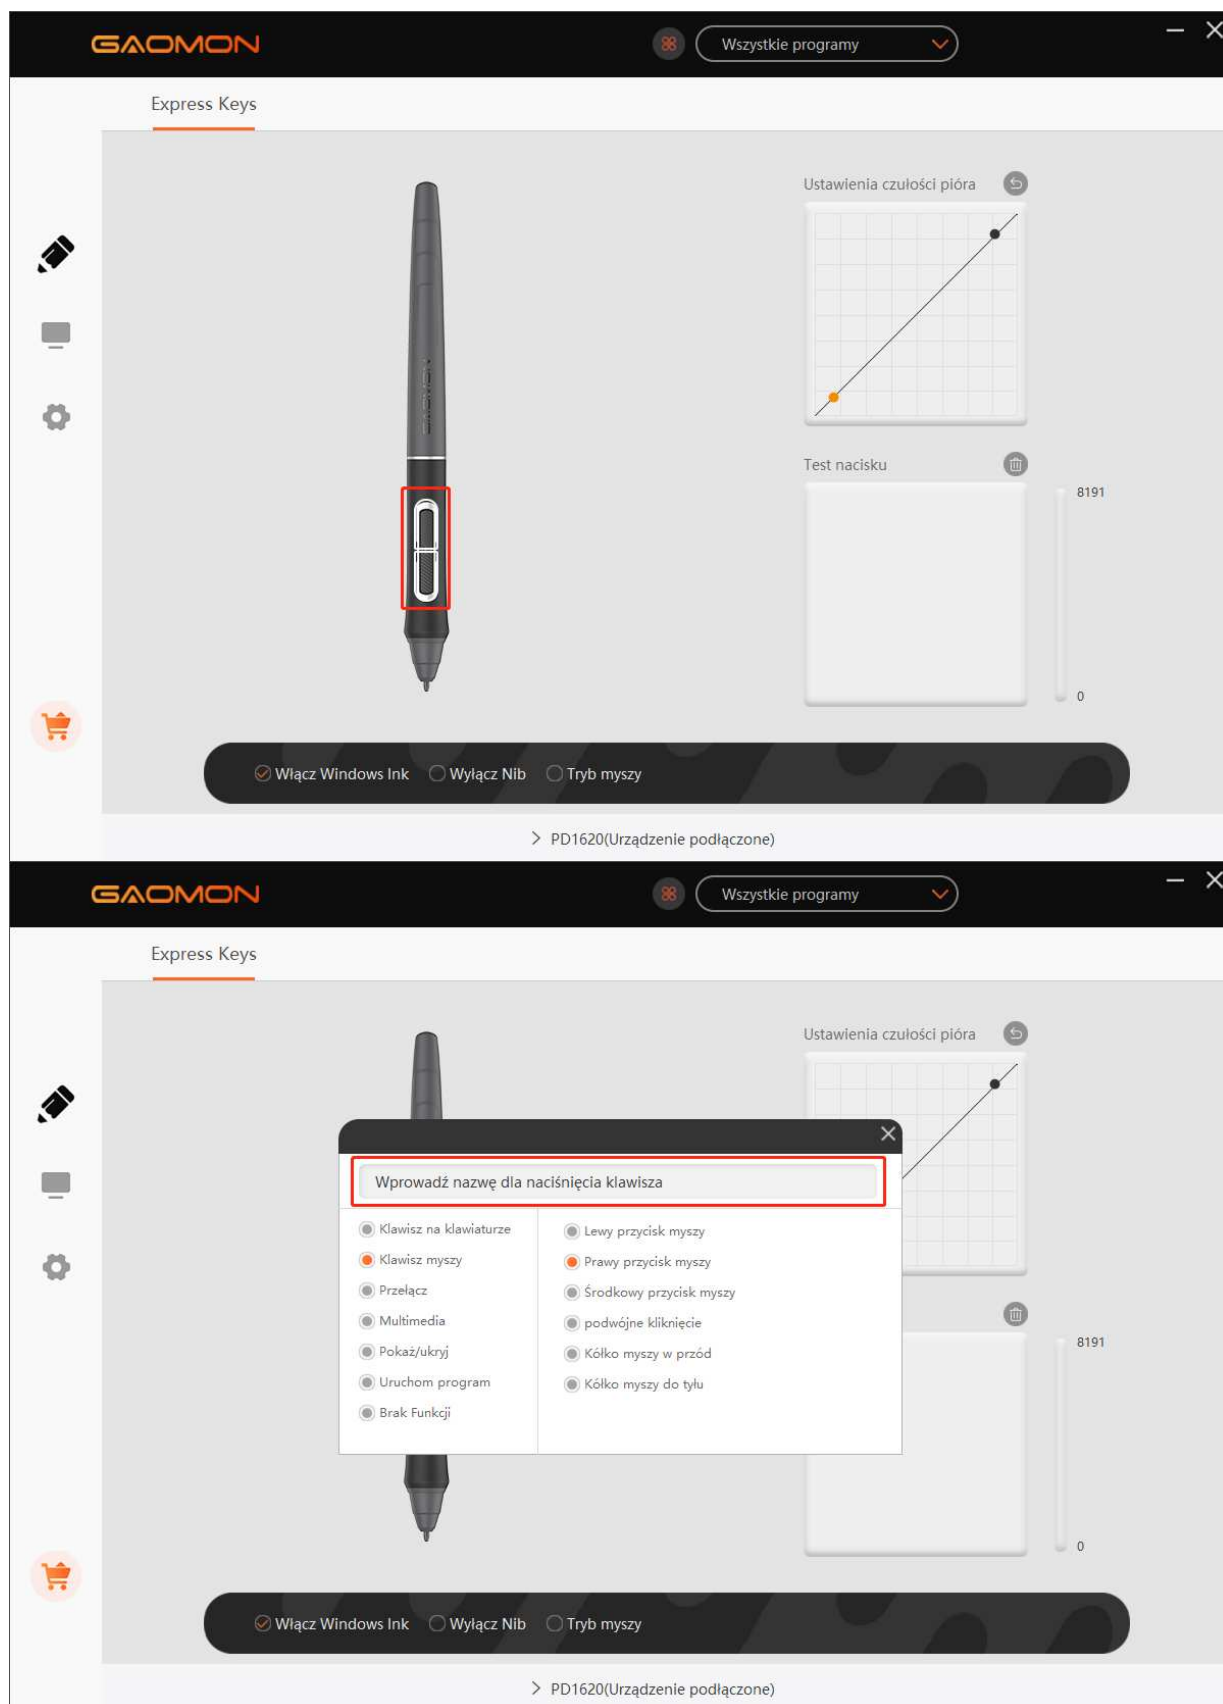 GAOMON
Wszystkie programy
Express Keys
Ustawienia czułości pióra
GAOMON
Test nacisku
8191
0
Włącz Windows Ink Wyłącz Nib Tryb myszy
PD1620(Urządzenie podłączone)
GAOMON
Wszystkie programy
Express Keys
Ustawienia czułości pióra
Wprowadź nazwę dla naciśnięcia klawisza
Klawisz na klawiaturze
Klawisz myszy
Przełącz
Multimedia
Pokaż/ukryj
Uruchom program
Brak Funkcji
Lewy przycisk myszy
Prawy przycisk myszy
Środkowy przycisk myszy
podwójne kliknięcie
Kółko myszy w przód
Kółko myszy do tyłu
8191
0
Włącz Windows Ink Wyłącz Nib Tryb myszy
PD1620(Urządzenie podłączone)